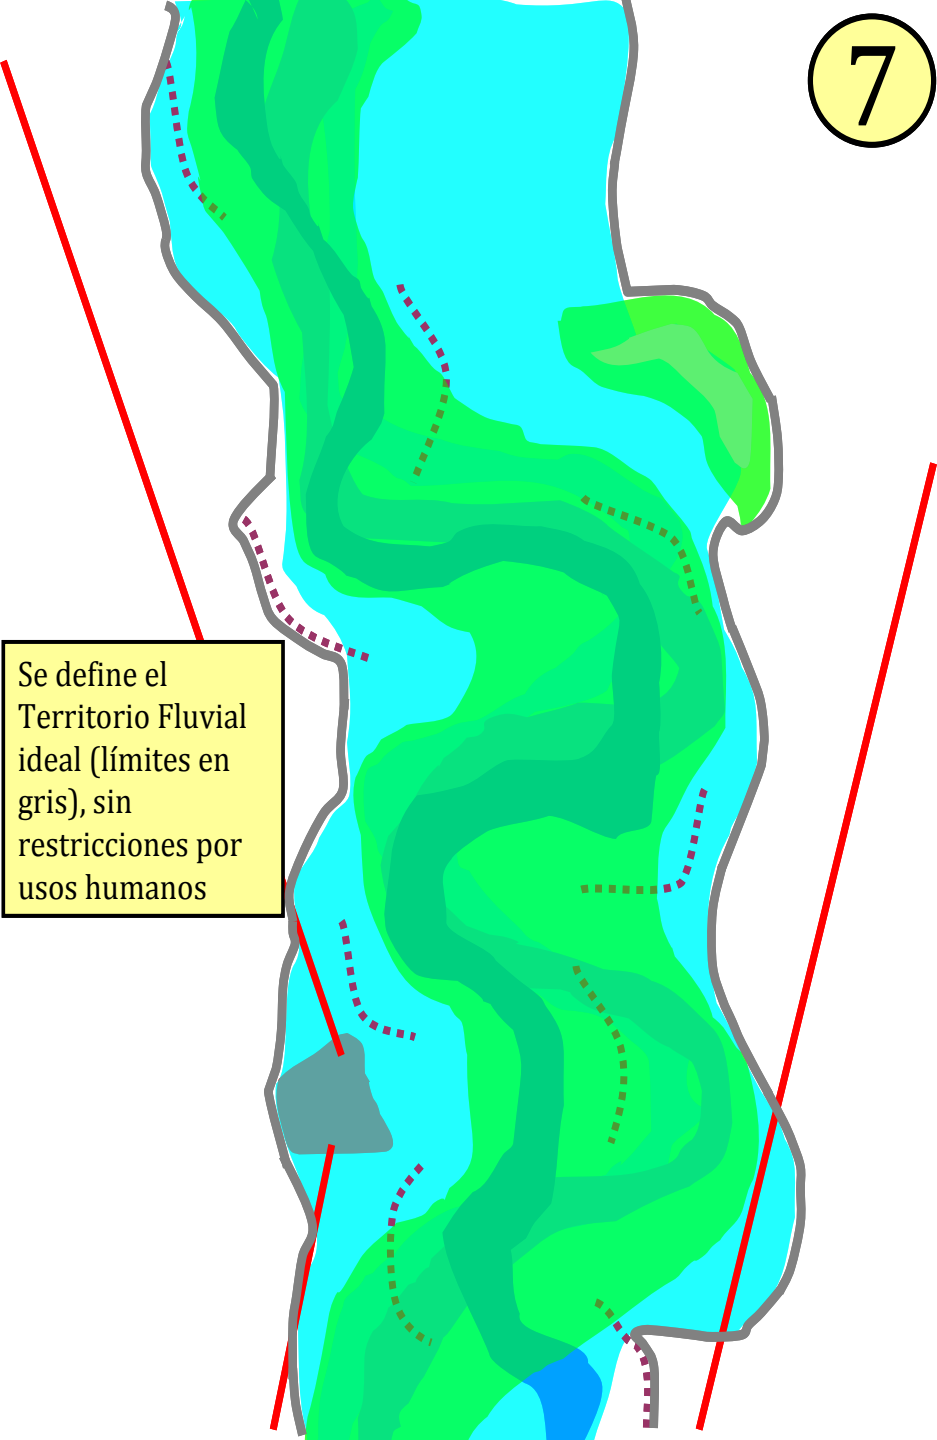 7
Se define el
Territorio Fluvial
ideal (límites en
gris), sin
restricciones por
usos humanos